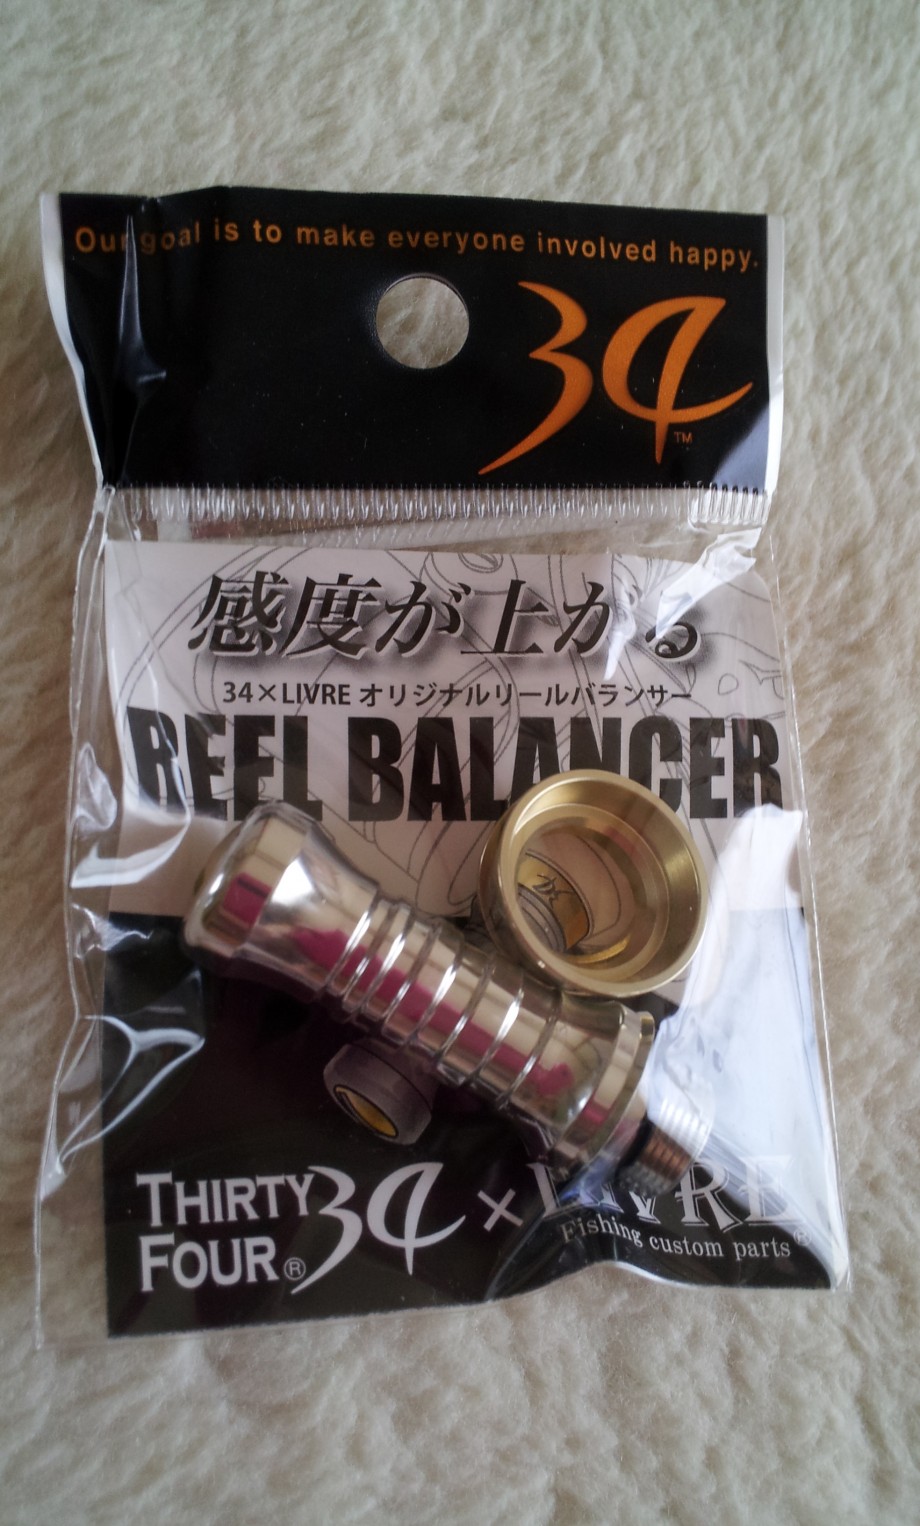 Our goal is to make everyone involved happy.
34 TM
感度が上がる
34×LIVRE オリジナルリールバランサー
REEL BALANCER
THIRTY FOUR® 34 × LIVRE
Fishing custom parts®